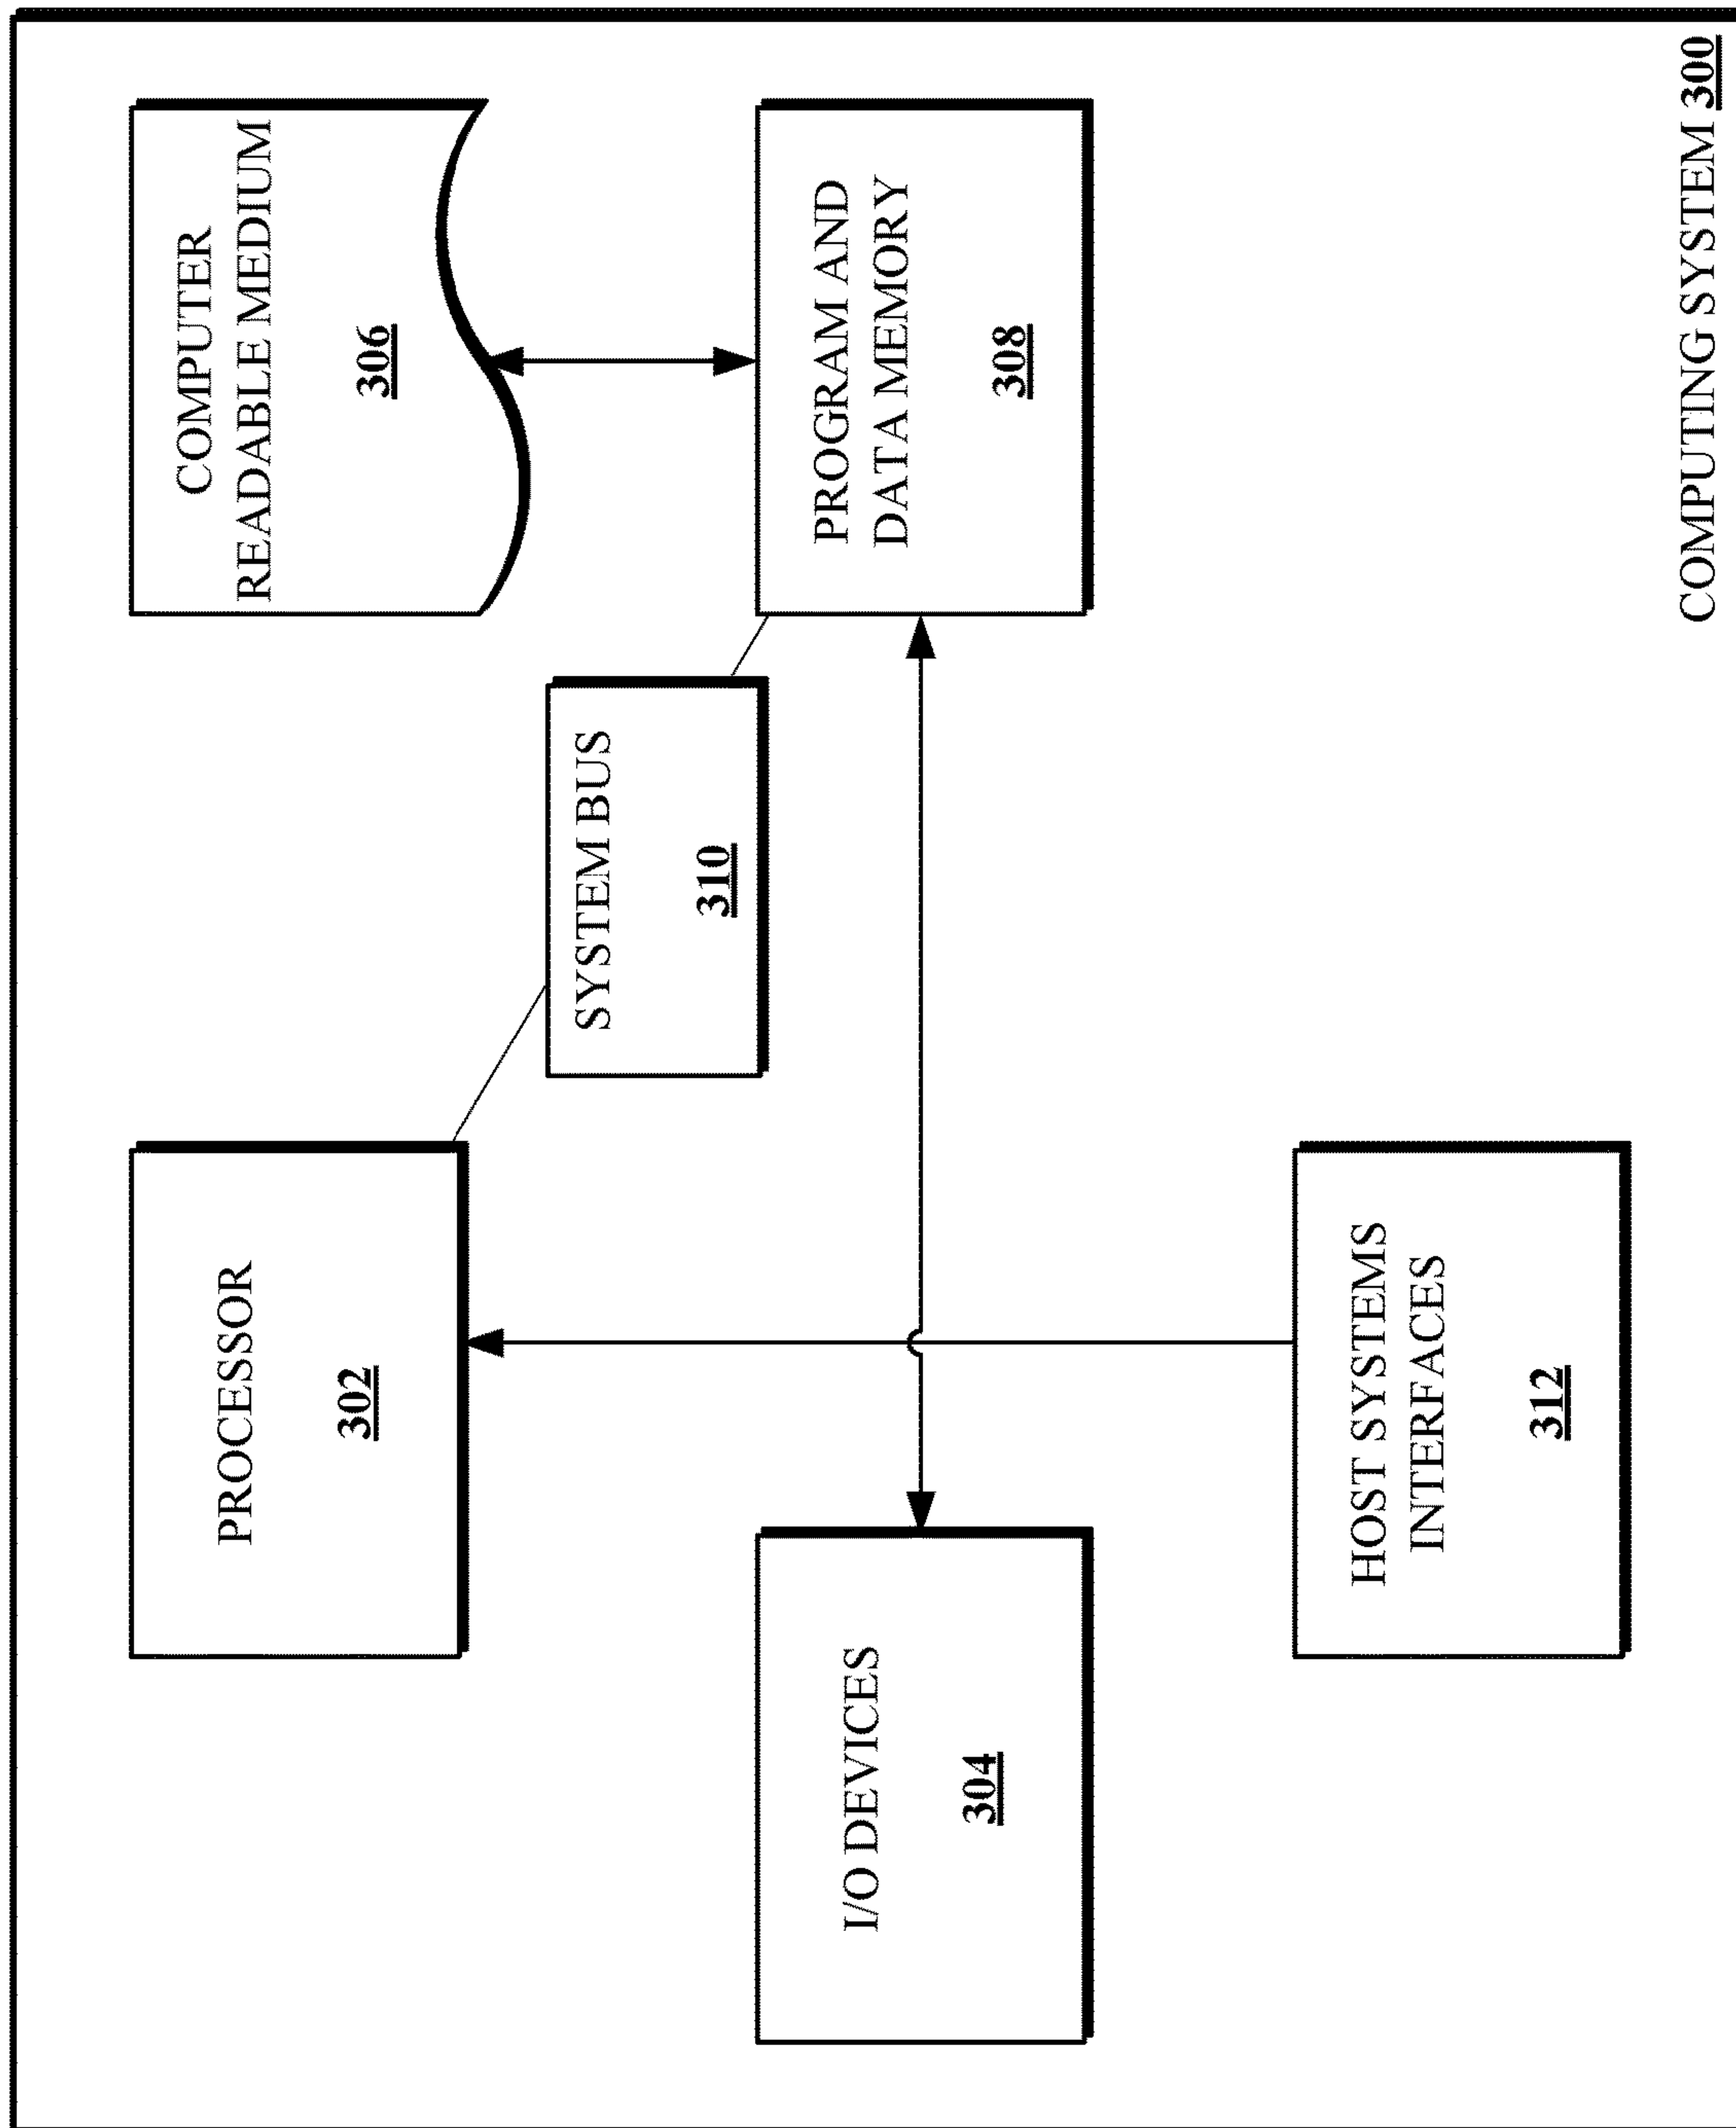 PROCESSOR
302
COMPUTER
READABLE MEDIUM
306
SYSTEM BUS
310
I/O DEVICES
304
PROGRAM AND
DATA MEMORY
308
HOST SYSTEMS
INTERFACES
312
COMPUTING SYSTEM 300